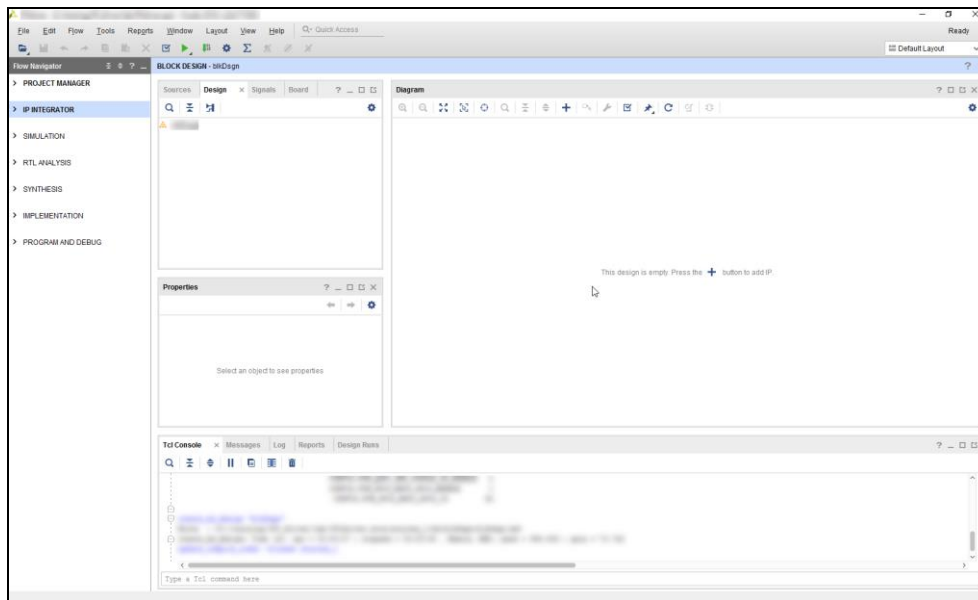 File Edit Flow Tools Reports Window Layout View Help Quick Access
Ready
Default Layout
Flow Navigator
BLOCK DESIGN - blkDsgn
PROJECT MANAGER
IP INTEGRATOR
SIMULATION
RTL ANALYSIS
SYNTHESIS
IMPLEMENTATION
PROGRAM AND DEBUG
Sources Design Signals Board
Properties
Select an object to see properties
Diagram
This design is empty. Press the + button to add IP.
Tcl Console Messages Log Reports Design Runs
Type a Tcl command here